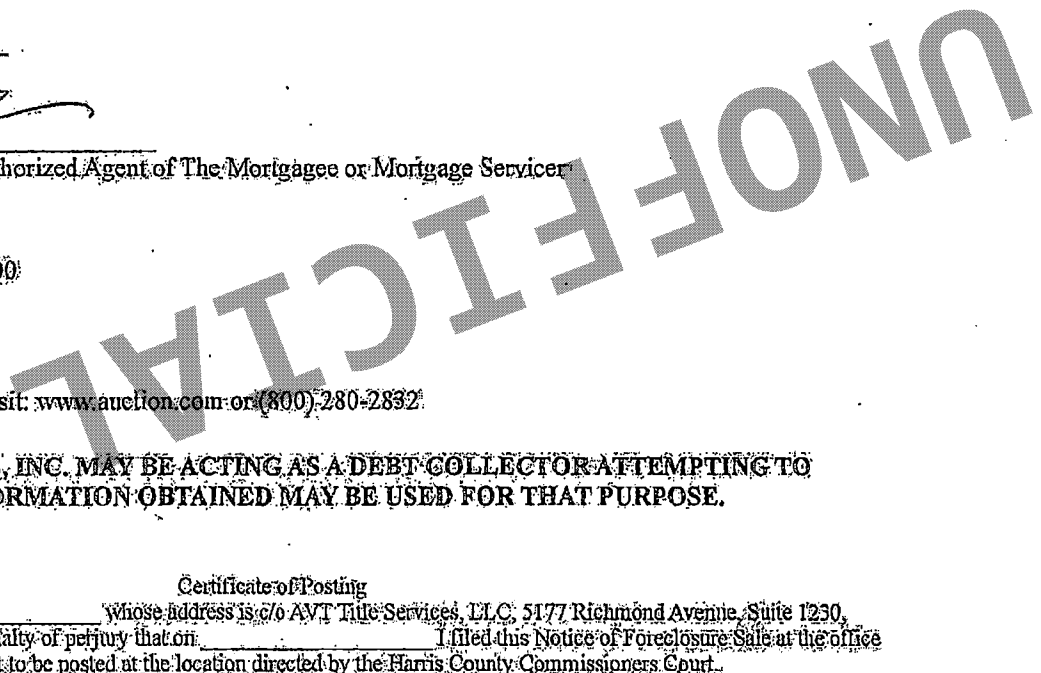 UNOFFICIAL
horized Agent of The Mortgagee or Mortgage Servicer
sit: www.auction.com or (800) 280-2832
, INC. MAY BE ACTING AS A DEBT COLLECTOR ATTEMPTING TO
ORMATION OBTAINED MAY BE USED FOR THAT PURPOSE.
Certificate of Posting
whose address is c/o AVT Title Services, LLC, 5177 Richmond Avenue, Suite 1230,
alty of perjury that on I filed this Notice of Foreclosure Sale at the office
t to be posted at the location directed by the Harris County Commissioners Court.